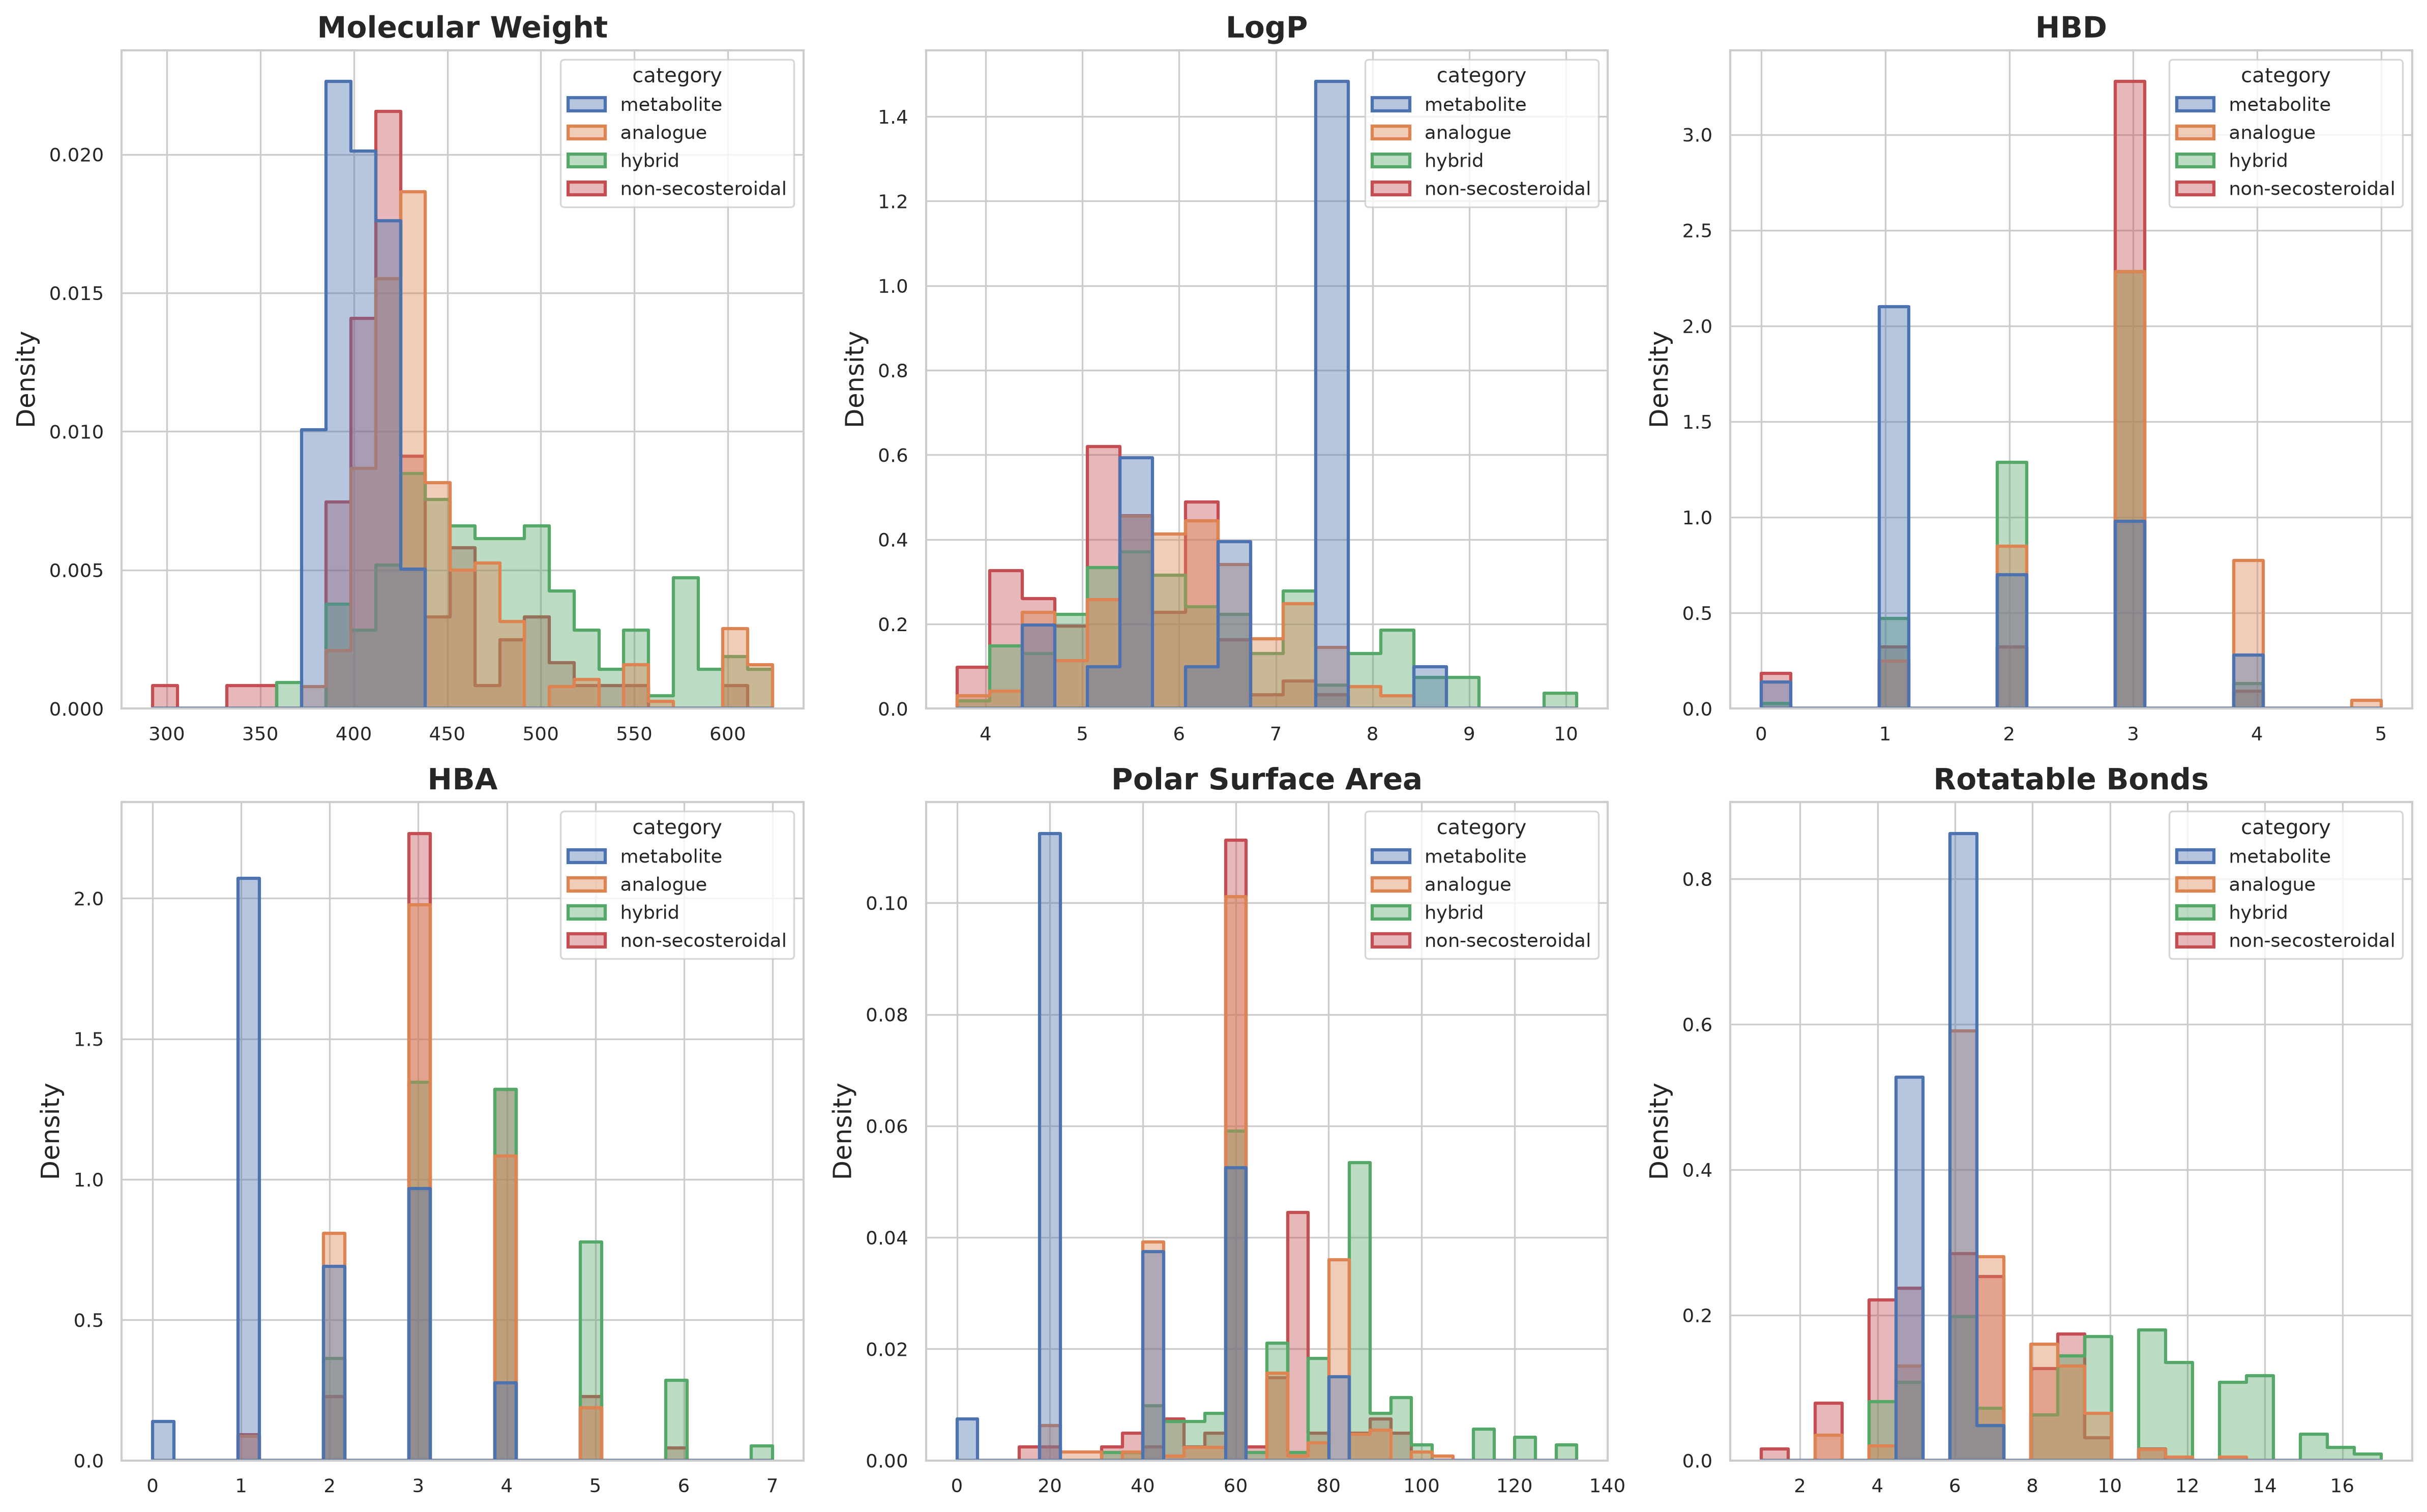 Molecular Weight
Density
0.020
0.015
0.010
0.005
0.000
300 350 400 450 500 550 600
category
metabolite
analogue
hybrid
non-secosteroidal
LogP
Density
1.4
1.2
1.0
0.8
0.6
0.4
0.2
0.0
4 5 6 7 8 9 10
category
metabolite
analogue
hybrid
non-secosteroidal
HBD
Density
3.0
2.5
2.0
1.5
1.0
0.5
0.0
0 1 2 3 4 5
category
metabolite
analogue
hybrid
non-secosteroidal
HBA
Density
2.0
1.5
1.0
0.5
0.0
0 1 2 3 4 5 6 7
category
metabolite
analogue
hybrid
non-secosteroidal
Polar Surface Area
Density
0.10
0.08
0.06
0.04
0.02
0.00
0 20 40 60 80 100 120 140
category
metabolite
analogue
hybrid
non-secosteroidal
Rotatable Bonds
Density
0.8
0.6
0.4
0.2
0.0
2 4 6 8 10 12 14 16
category
metabolite
analogue
hybrid
non-secosteroidal